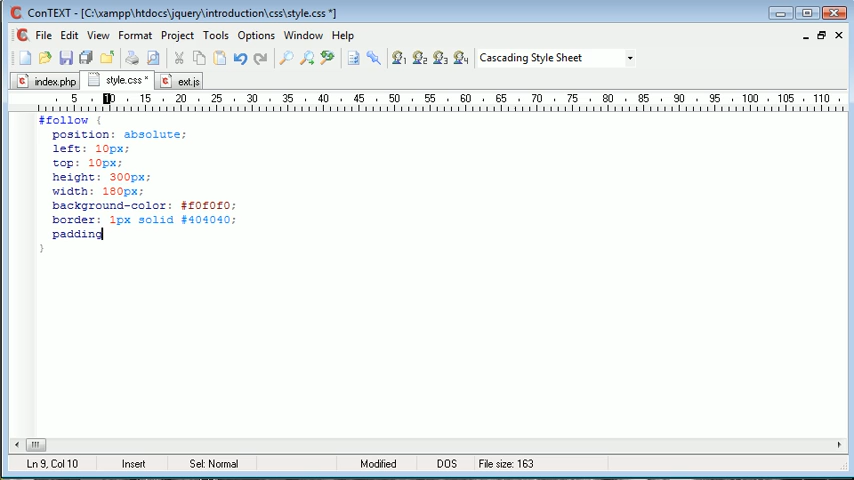 ConTEXT - [C:\xampp\htdocs\jquery\introduction\css\style.css *]
File Edit View Format Project Tools Options Window Help
1 2 3 4 Cascading Style Sheet
index.php style.css * ext.js
5 10 15 20 25 30 35 40 45 50 55 60 65 70 75 80 85 90 95 100 105 110
#follow {
position: absolute;
left: 10px;
top: 10px;
height: 300px;
width: 180px;
background-color: #f0f0f0;
border: 1px solid #404040;
padding
}
Ln 9, Col 10 Insert Sel: Normal Modified DOS File size: 163